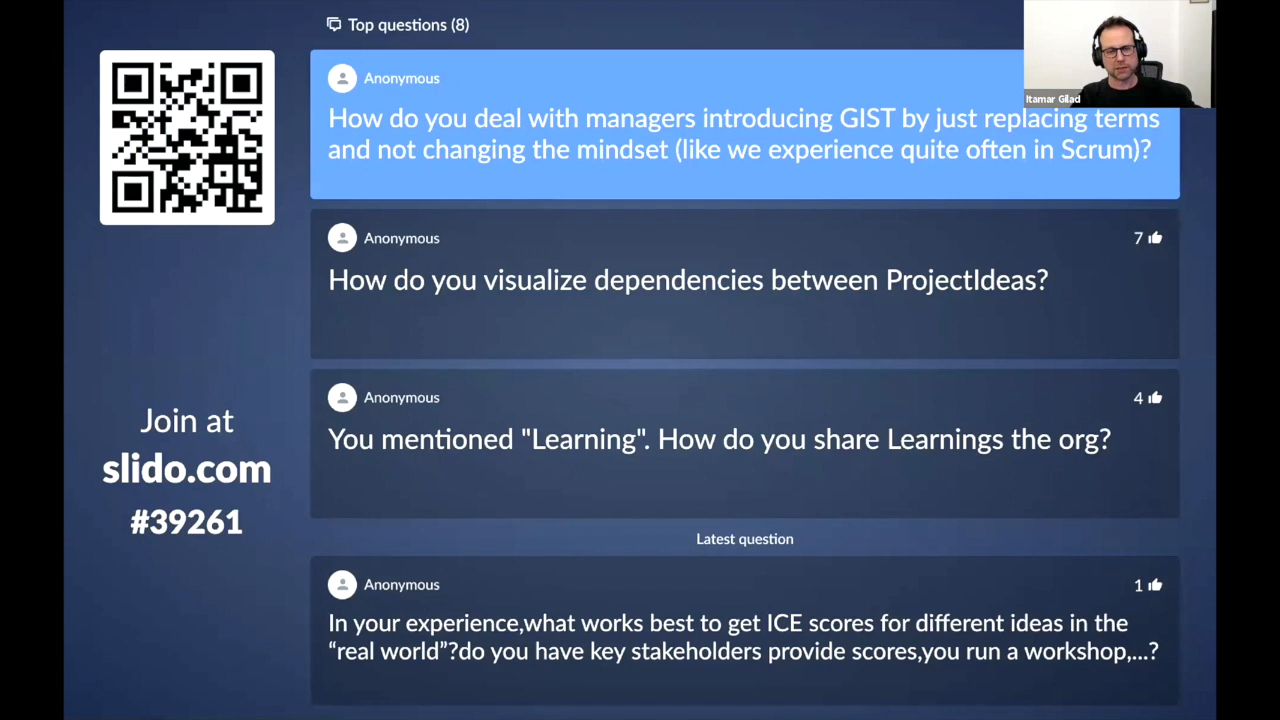 Top questions (8)
Anonymous
How do you deal with managers introducing GIST by just replacing terms
and not changing the mindset (like we experience quite often in Scrum)?
Itamar Gilad
Anonymous
7
How do you visualize dependencies between ProjectIdeas?
Anonymous
4
You mentioned "Learning". How do you share Learnings the org?
Join at
slido.com
#39261
Latest question
Anonymous
1
In your experience,what works best to get ICE scores for different ideas in the
“real world”?do you have key stakeholders provide scores,you run a workshop,...?